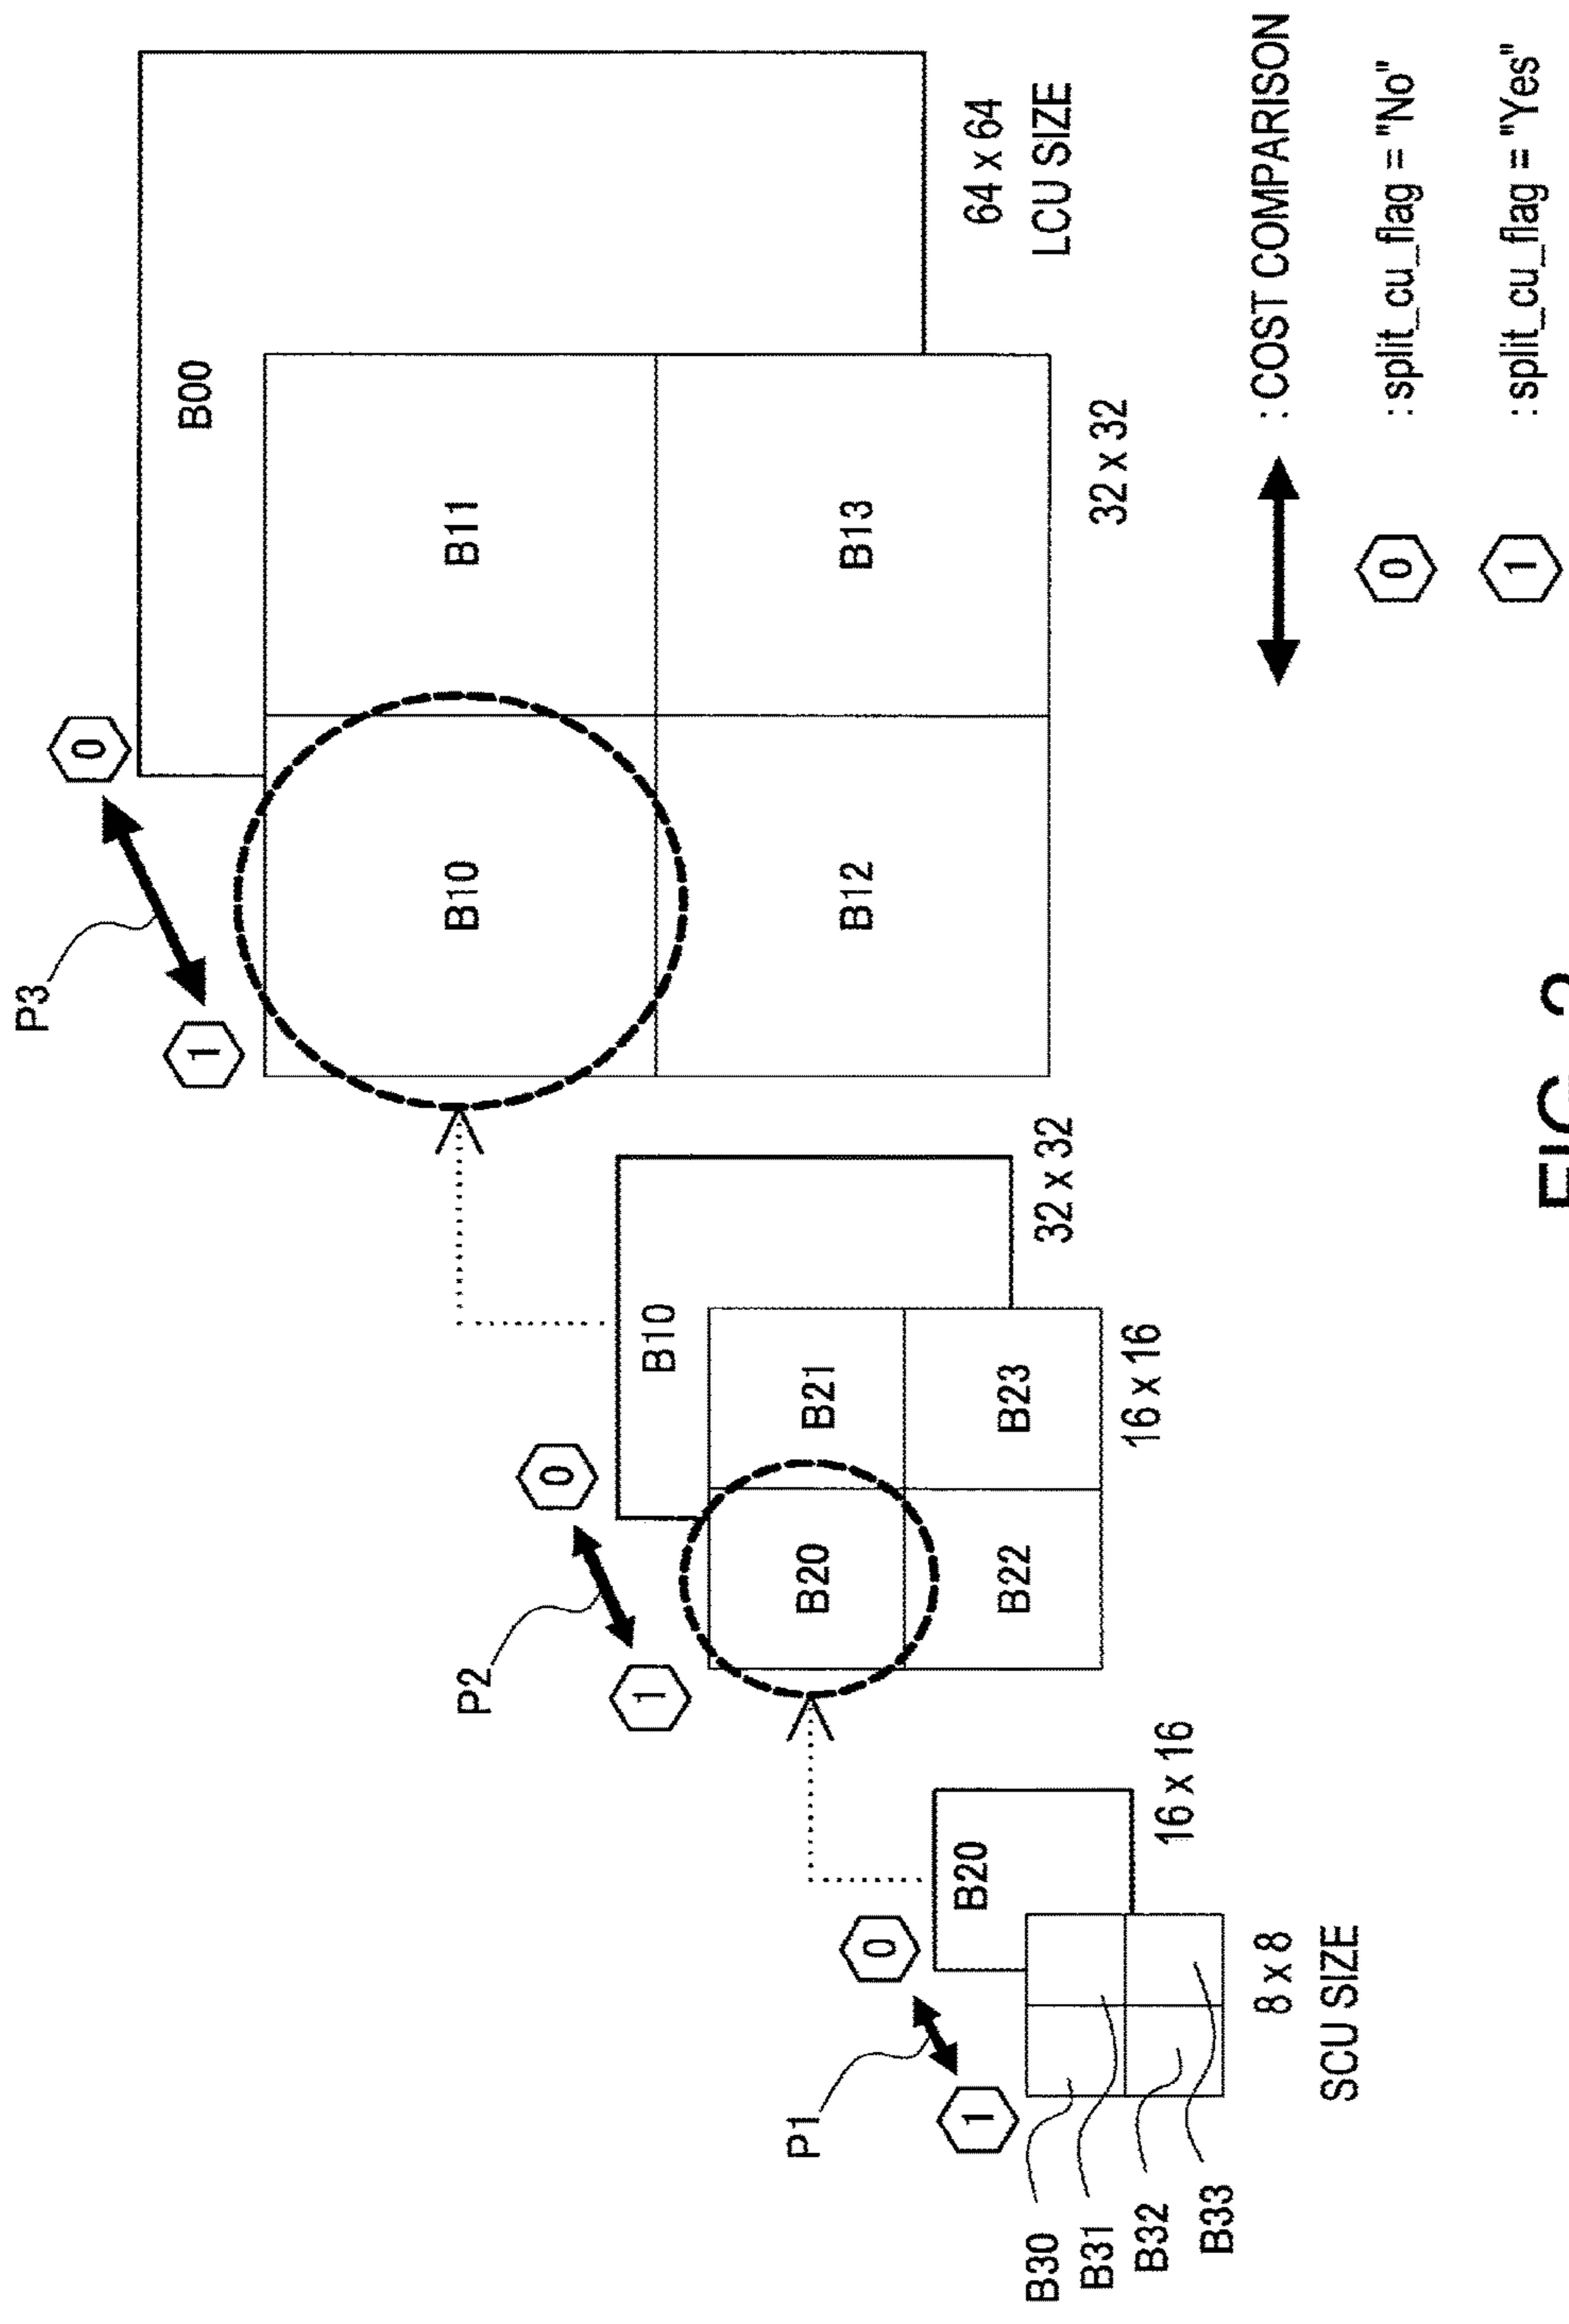 P3
0
1
B00
B10
B11
B12
B13
64 x 64
LCU SIZE
32 x 32
P2
0
1
B10
B20
B21
B22
B23
32 x 32
16 x 16
P1
0
1
B20
16 x 16
8 x 8
SCU SIZE
B30
B31
B32
B33
: COST COMPARISON
0 : split_cu_flag = "No"
1 : split_cu_flag = "Yes"